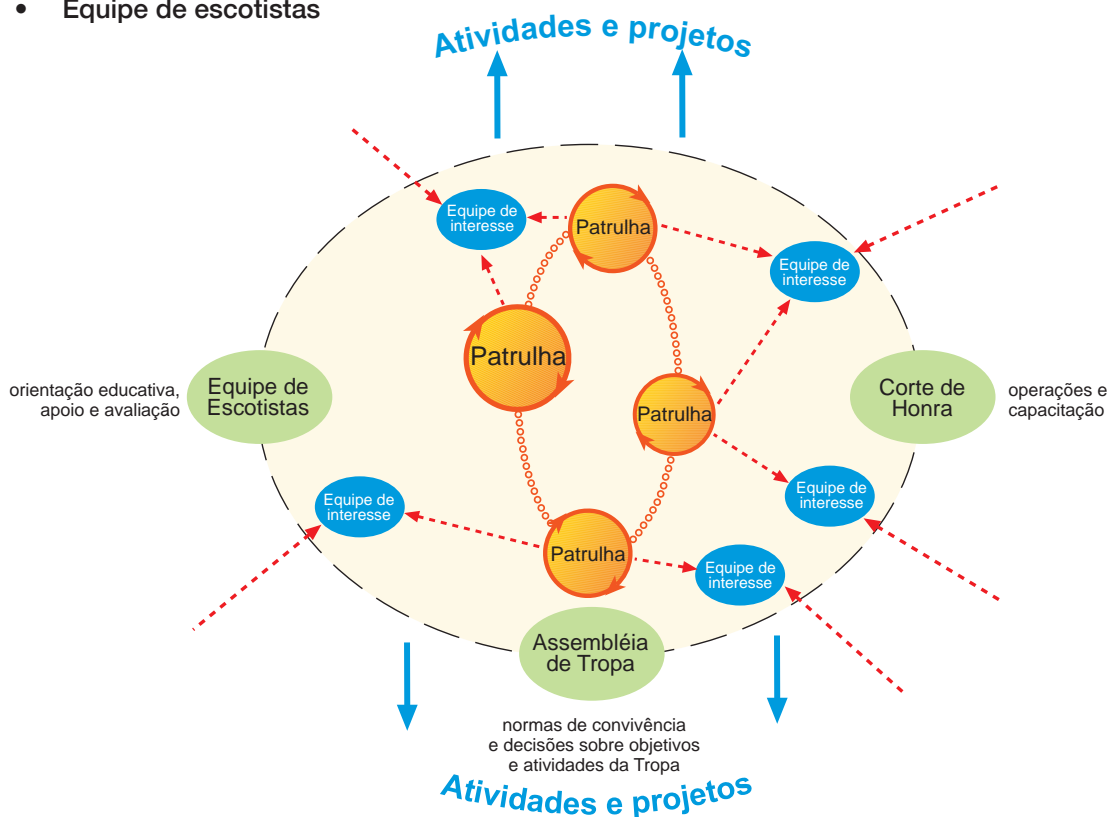 • Equipe de escotistas
Atividades e projetos
Equipe de
interesse
Patrulha
Equipe de
interesse
Patrulha
orientação educativa,
apoio e avaliação
Equipe de
Escotistas
Patrulha
Corte de
Honra
operações e
capacitação
Equipe de
interesse
Equipe de
interesse
Patrulha
Equipe de
interesse
Assembléia
de Tropa
normas de convivência
e decisões sobre objetivos
e atividades da Tropa
Atividades e projetos